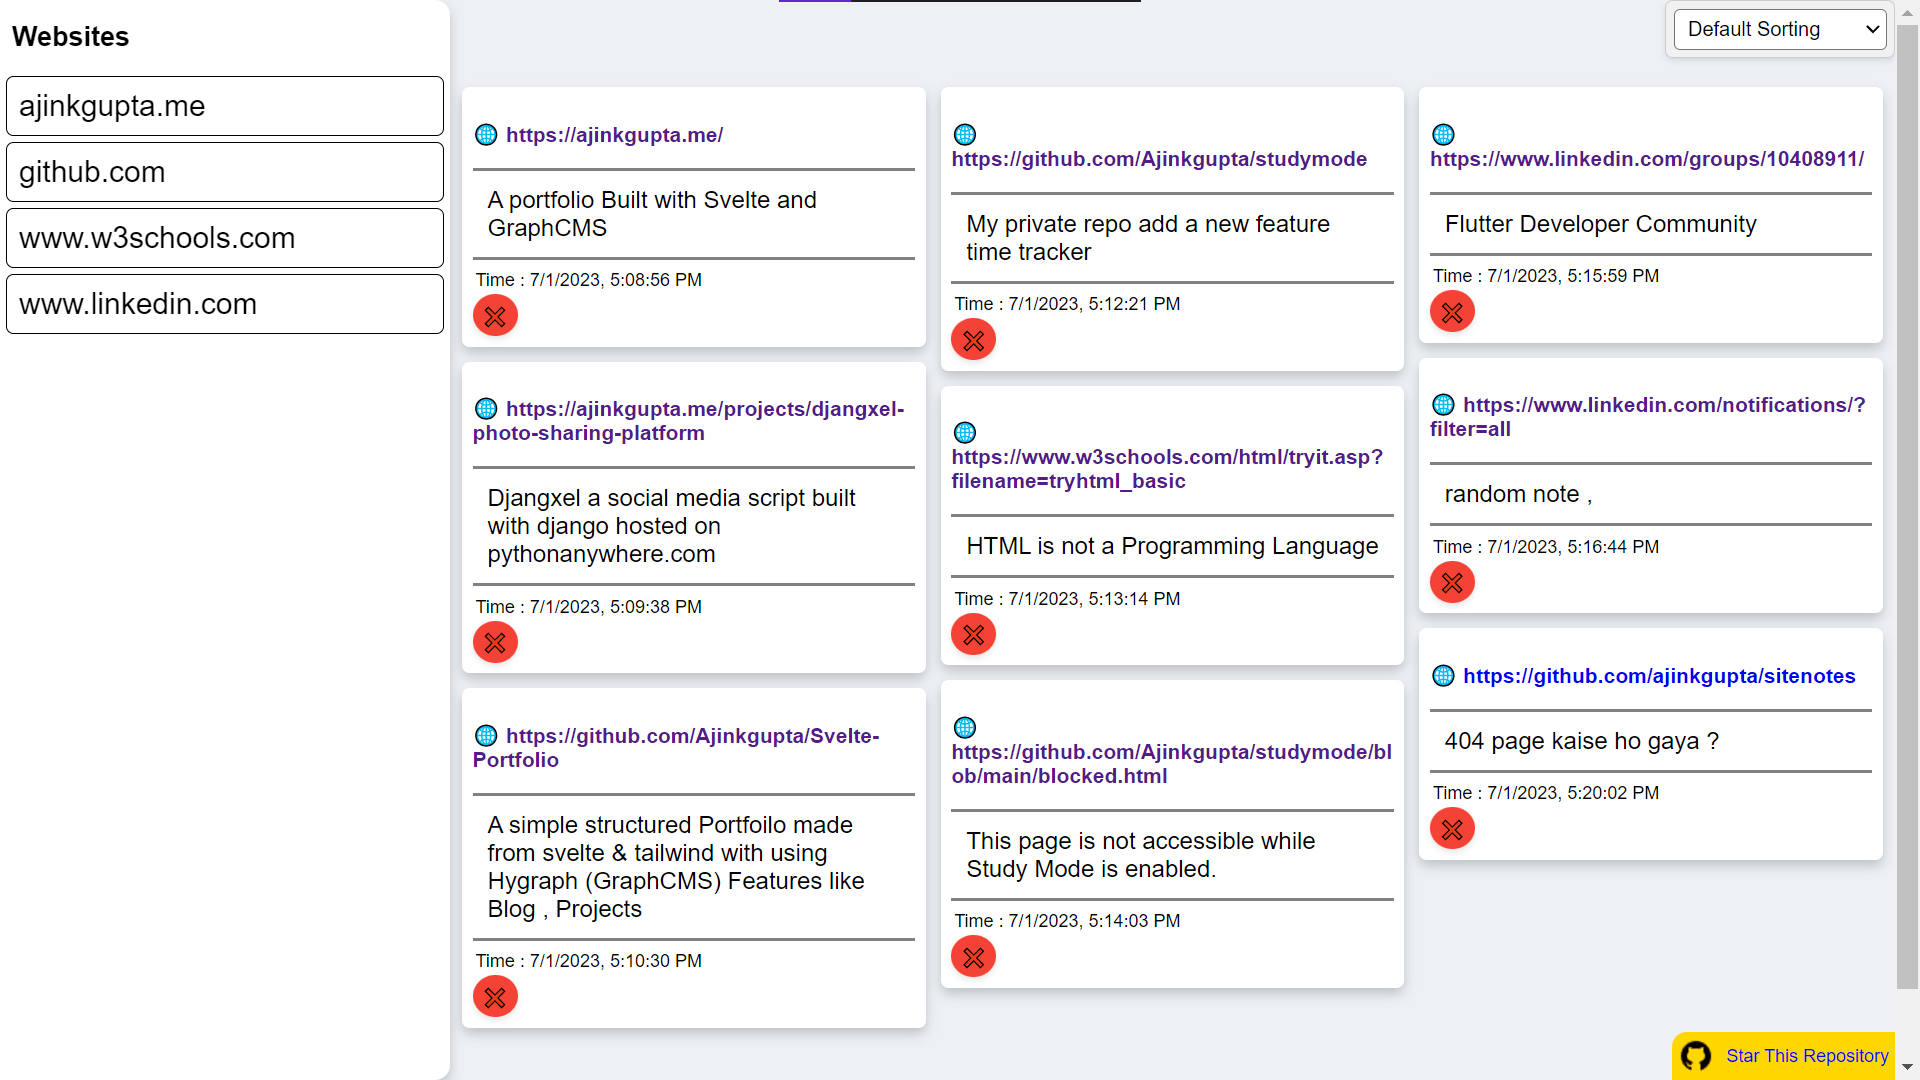 Websites
ajinkgupta.me
github.com
www.w3schools.com
www.linkedin.com
Default Sorting
https://ajinkgupta.me/
A portfolio Built with Svelte and
GraphCMS
Time : 7/1/2023, 5:08:56 PM
https://ajinkgupta.me/projects/djangxel-
photo-sharing-platform
Djangxel a social media script built
with django hosted on
pythonanywhere.com
Time : 7/1/2023, 5:09:38 PM
https://github.com/Ajinkgupta/Svelte-
Portfolio
A simple structured Portfoilo made
from svelte & tailwind with using
Hygraph (GraphCMS) Features like
Blog , Projects
Time : 7/1/2023, 5:10:30 PM
https://github.com/Ajinkgupta/studymode
My private repo add a new feature
time tracker
Time : 7/1/2023, 5:12:21 PM
https://www.w3schools.com/html/tryit.asp?
filename=tryhtml_basic
HTML is not a Programming Language
Time : 7/1/2023, 5:13:14 PM
https://github.com/Ajinkgupta/studymode/bl
ob/main/blocked.html
This page is not accessible while
Study Mode is enabled.
Time : 7/1/2023, 5:14:03 PM
https://www.linkedin.com/groups/10408911/
Flutter Developer Community
Time : 7/1/2023, 5:15:59 PM
https://www.linkedin.com/notifications/?
filter=all
random note ,
Time : 7/1/2023, 5:16:44 PM
https://github.com/ajinkgupta/sitenotes
404 page kaise ho gaya ?
Time : 7/1/2023, 5:20:02 PM
Star This Repository